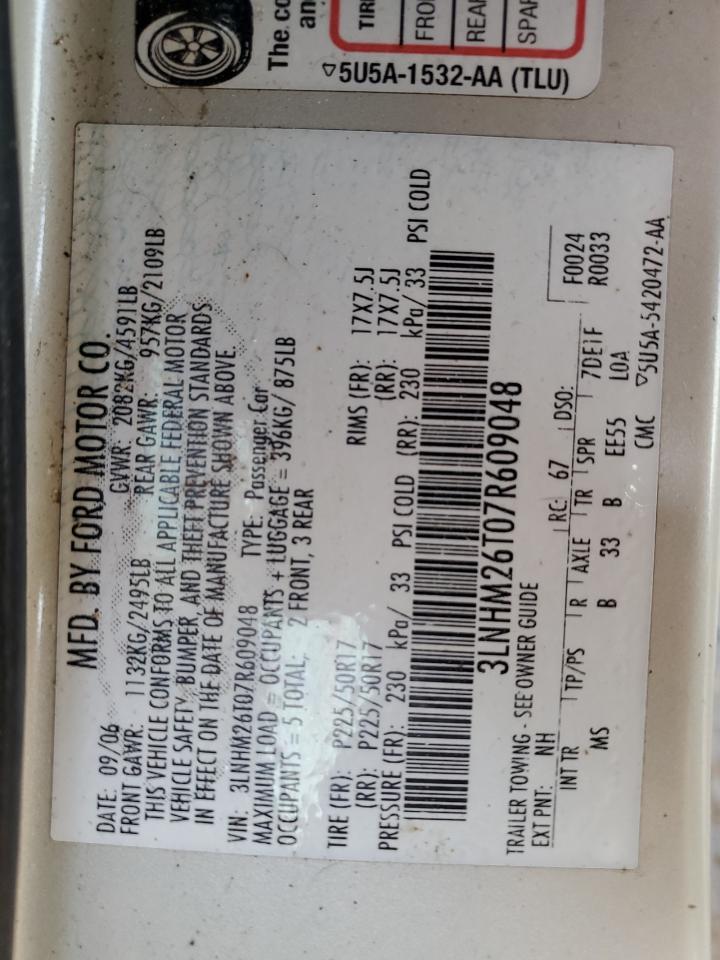 The co
an
TIRE
FRO
REA
SPAR
▽5U5A-1532-AA (TLU)
MFD. BY FORD MOTOR CO.
DATE: 09/06 GVWR: 2082KG/4591LB
FRONT GAWR: 1132KG/2495LB REAR GAWR: 957KG/2109LB
THIS VEHICLE CONFORMS TO ALL APPLICABLE FEDERAL MOTOR
VEHICLE SAFETY, BUMPER, AND THEFT PREVENTION STANDARDS
IN EFFECT ON THE DATE OF MANUFACTURE SHOWN ABOVE.
VIN: 3LNHM26T07R609048 TYPE: Passenger Car
MAXIMUM LOAD = OCCUPANTS + LUGGAGE = 396KG/ 875LB
OCCUPANTS = 5 TOTAL, 2 FRONT, 3 REAR
TIRE (FR): P225/50R17 RIMS (FR): 17X7.5J
(RR): P225/50R17 (RR): 17X7.5J
PRESSURE (FR): 230 kPa/ 33 PSI COLD (RR): 230 kPa/ 33 PSI COLD
3LNHM26T07R609048
TRAILER TOWING - SEE OWNER GUIDE
EXT PNT: NH RC: 67 DSO:
INT TR TP/PS R AXLE TR SPR 7DE1F F0024
MS B 33 B EE55 L0A R0033
CMC ▽5U5A-5420472-AA